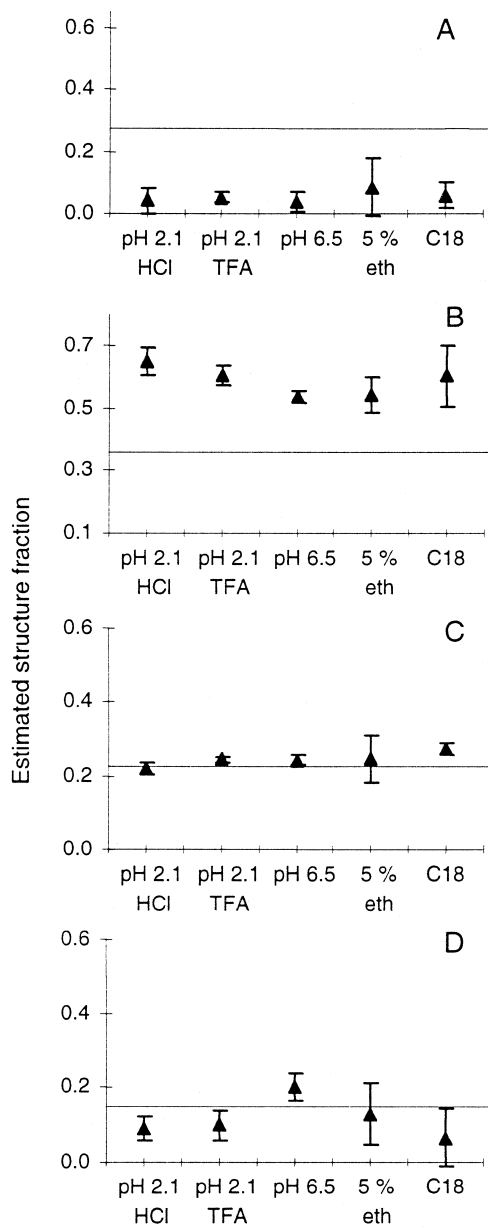 A
0.6
0.4
0.2
0.0
pH 2.1 pH 2.1 pH 6.5 5 % C18
HCl TFA eth
B
0.7
0.5
0.3
0.1
pH 2.1 pH 2.1 pH 6.5 5 % C18
HCl TFA eth
Estimated structure fraction
C
0.6
0.4
0.2
0.0
pH 2.1 pH 2.1 pH 6.5 5 % C18
HCl TFA eth
D
0.6
0.4
0.2
0.0
pH 2.1 pH 2.1 pH 6.5 5 % C18
HCl TFA eth